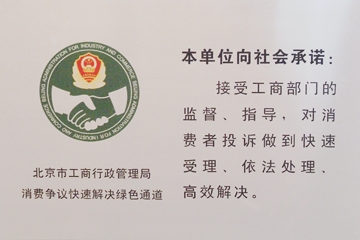 BEIJING ADMINISTRATION FOR INDUSTRY AND COMMERCE
北京市工商行政管理局
消费争议快速解决绿色通道
本单位向社会承诺：
接受工商部门的
监督、指导，对消
费者投诉做到快速
受理、依法处理、
高效解决。